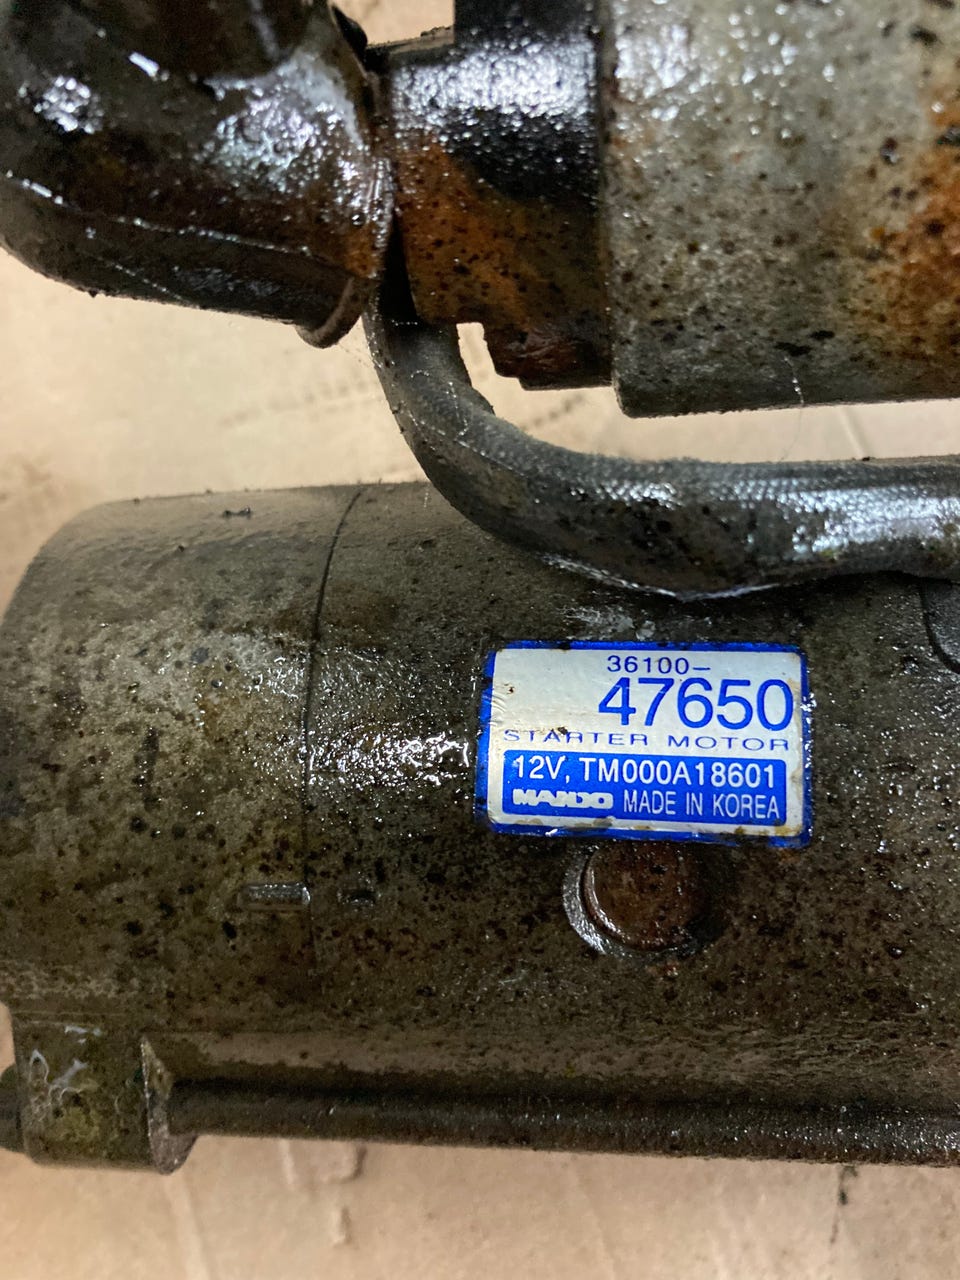 36100-
47650
STARTER MOTOR
12V, TM000A18601
MANDO MADE IN KOREA